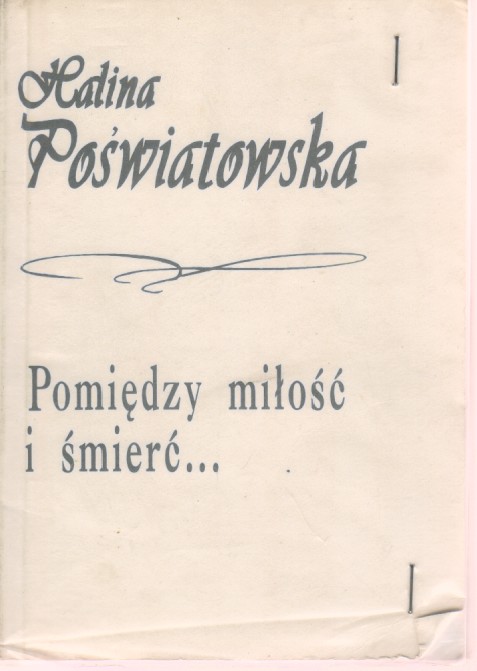 Halina
Poświatowska
Pomiędzy miłość
i śmierć...